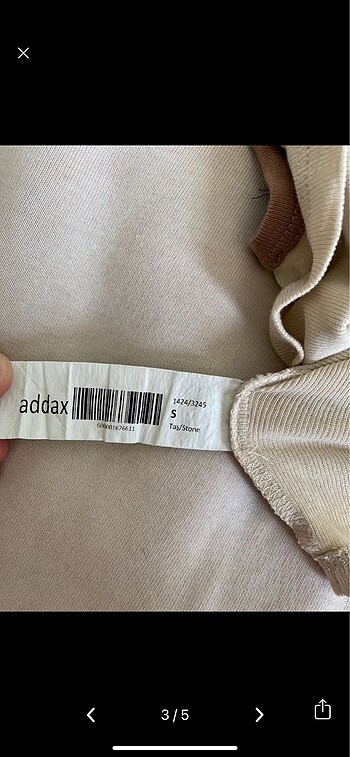 addax
600001676611
1424/3245
S
Taş/Stone
3 / 5